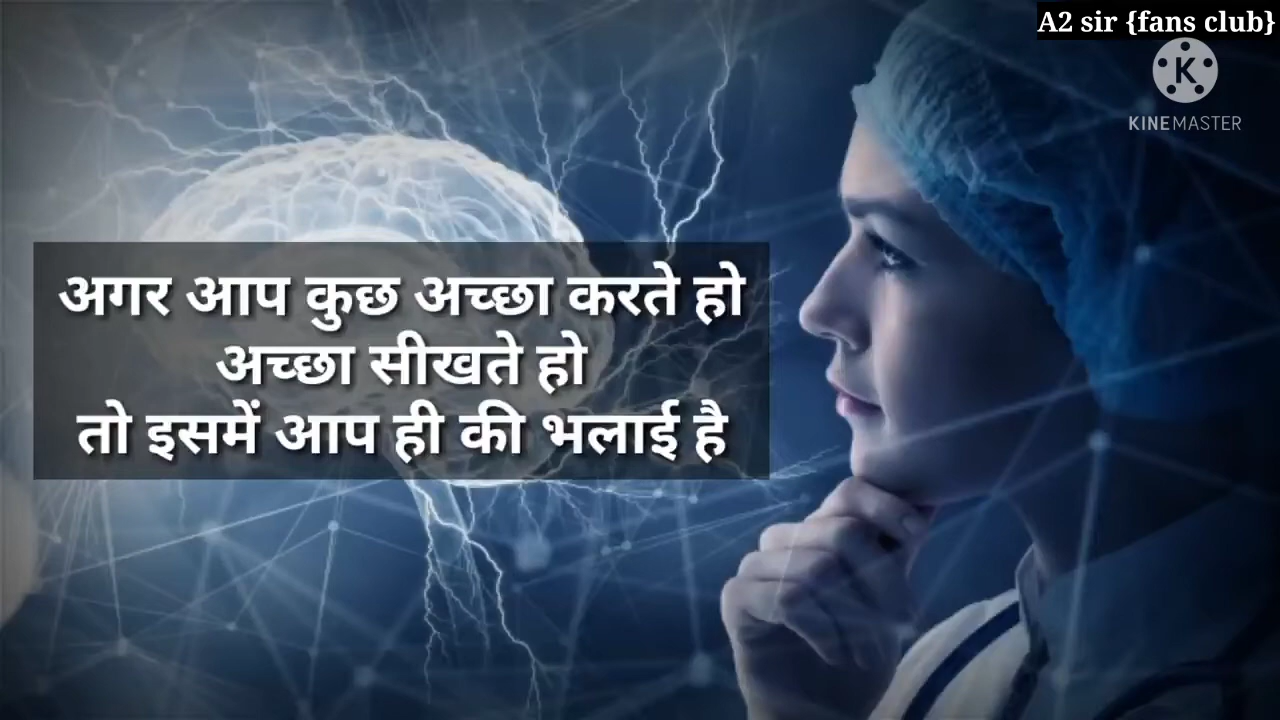 A2 sir {fans club}
K
KINEMASTER
अगर आप कुछ अच्छा करते हो
अच्छा सीखते हो
तो इसमें आप ही की भलाई है